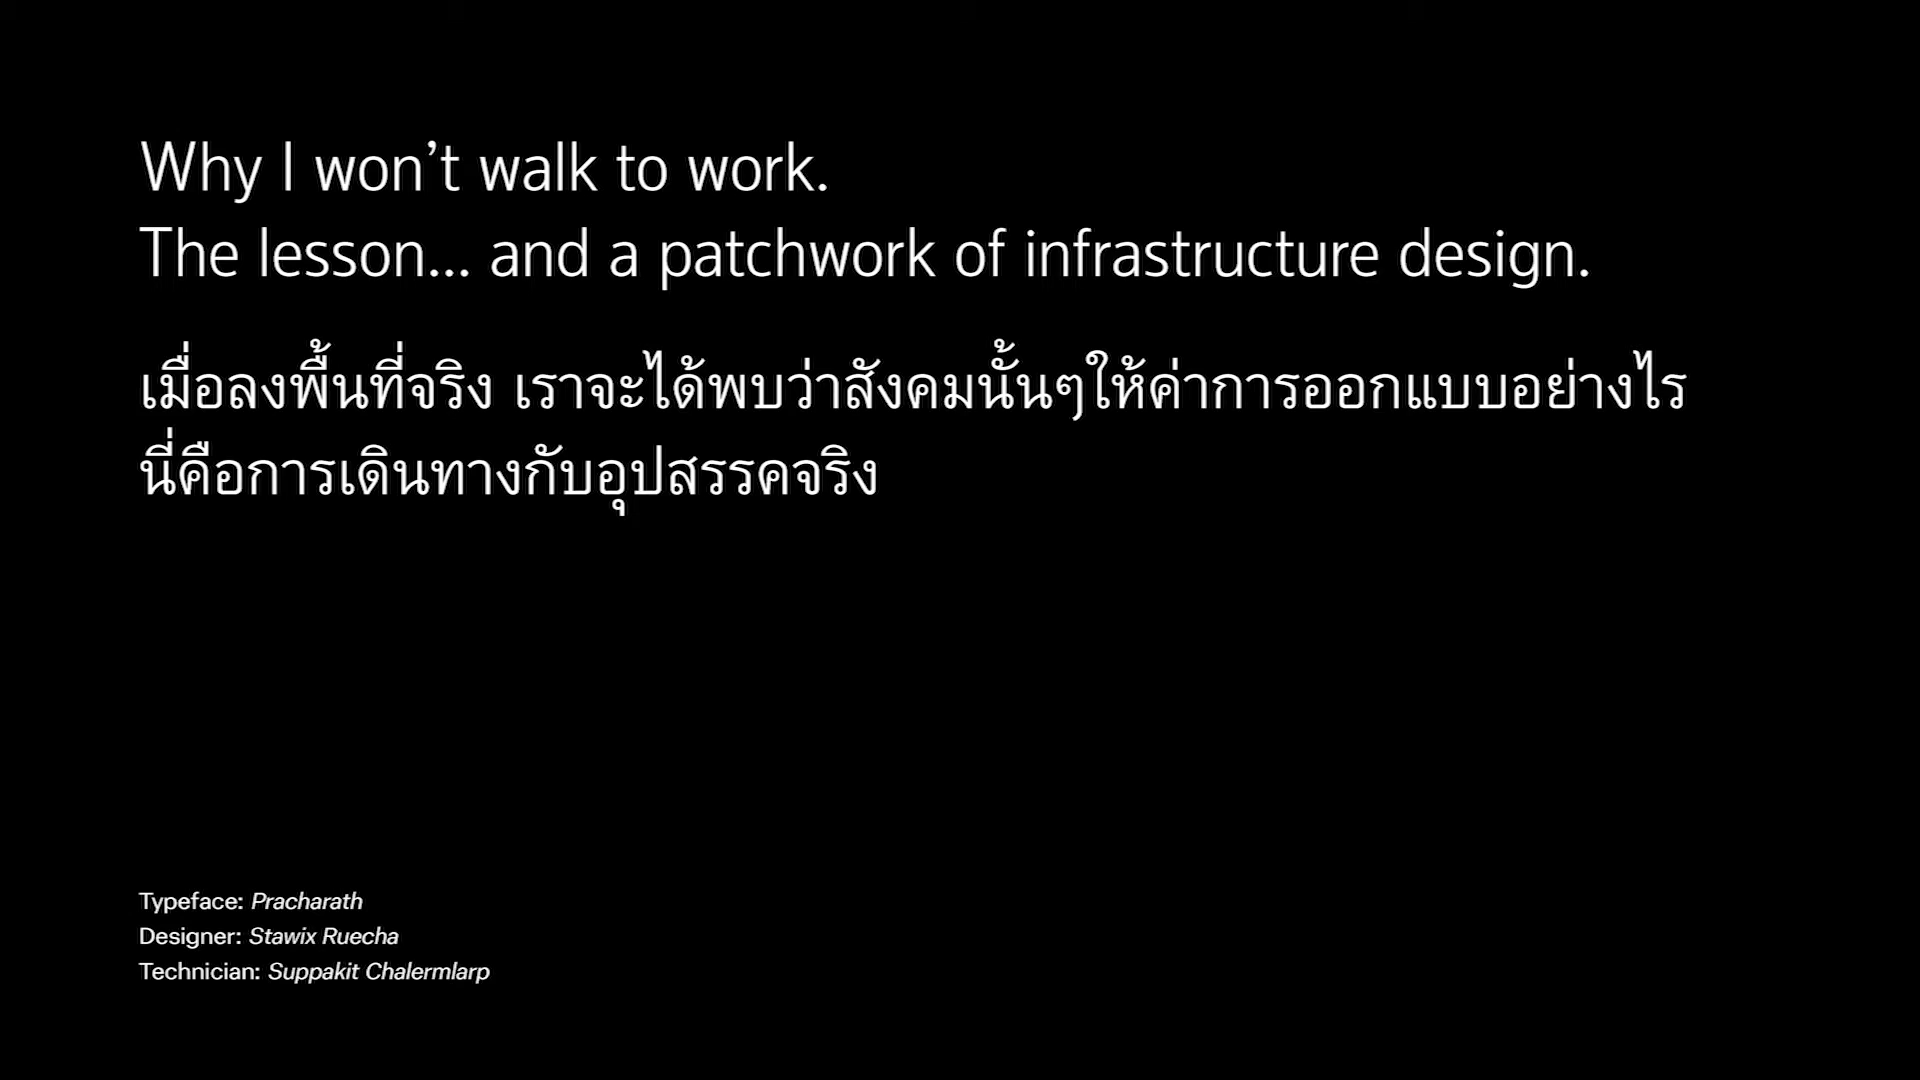 Why I won’t walk to work.
The lesson... and a patchwork of infrastructure design.
เมื่อลงพื้นที่จริง เราจะได้พบว่าสังคมนั้นๆให้ค่าการออกแบบอย่างไร
นี่คือการเดินทางกับอุปสรรคจริง
Typeface: Pracharath
Designer: Stawix Ruecha
Technician: Suppakit Chalermlarp